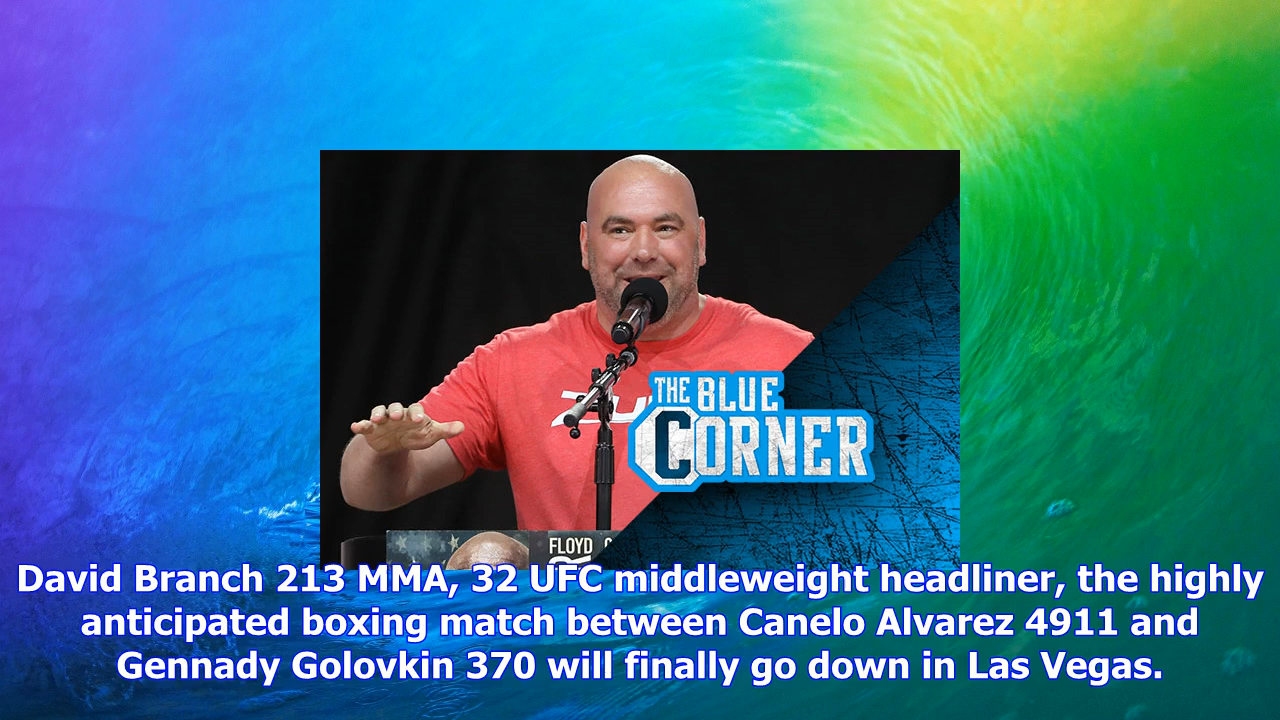 THE BLUE
CORNER
FLOYD
David Branch 213 MMA, 32 UFC middleweight headliner, the highly
anticipated boxing match between Canelo Alvarez 4911 and
Gennady Golovkin 370 will finally go down in Las Vegas.